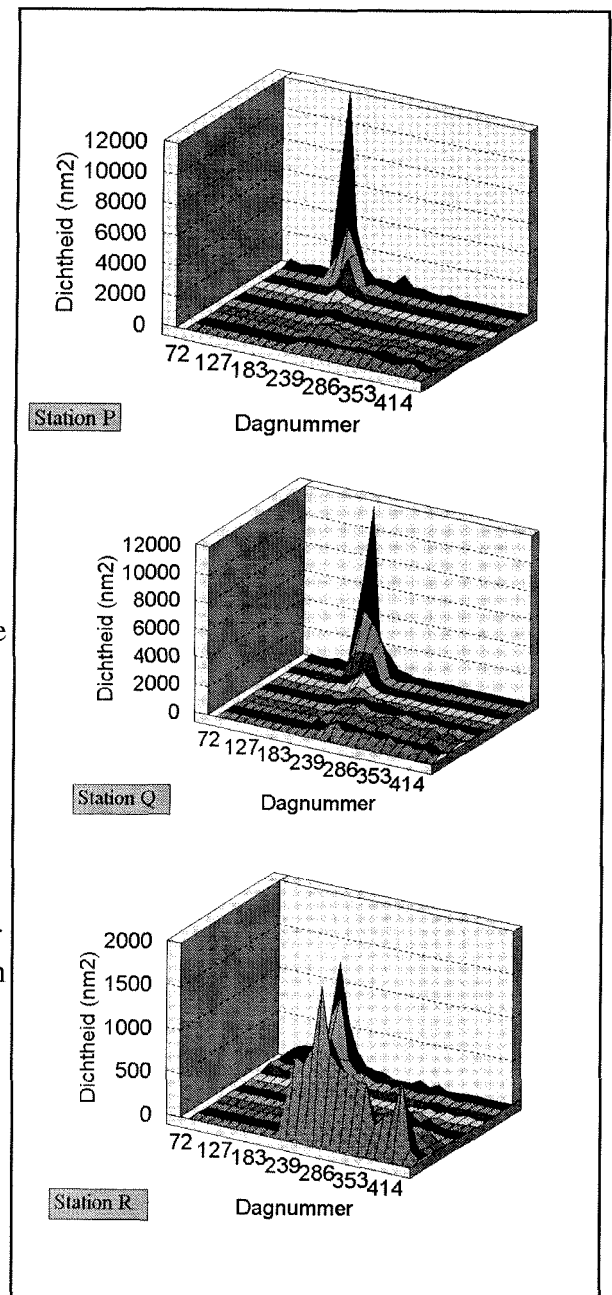 12000
10000
8000
6000
4000
2000
0
Dichtheid (nm2)
72 127 183 239 286 353 414
Station P
Dagnummer
12000
10000
8000
6000
4000
2000
0
Dichtheid (nm2)
72 127 183 239 286 353 414
Station Q
Dagnummer
2000
1500
1000
500
0
Dichtheid (nm2)
72 127 183 239 286 353 414
Station R
Dagnummer